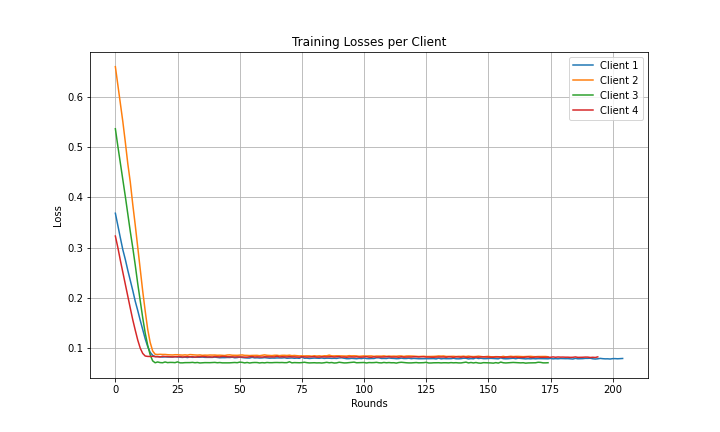 Training Losses per Client
Client 1
Client 2
Client 3
Client 4
Loss
0.6
0.5
0.4
0.3
0.2
0.1
0
25
50
75
100
125
150
175
200
Rounds